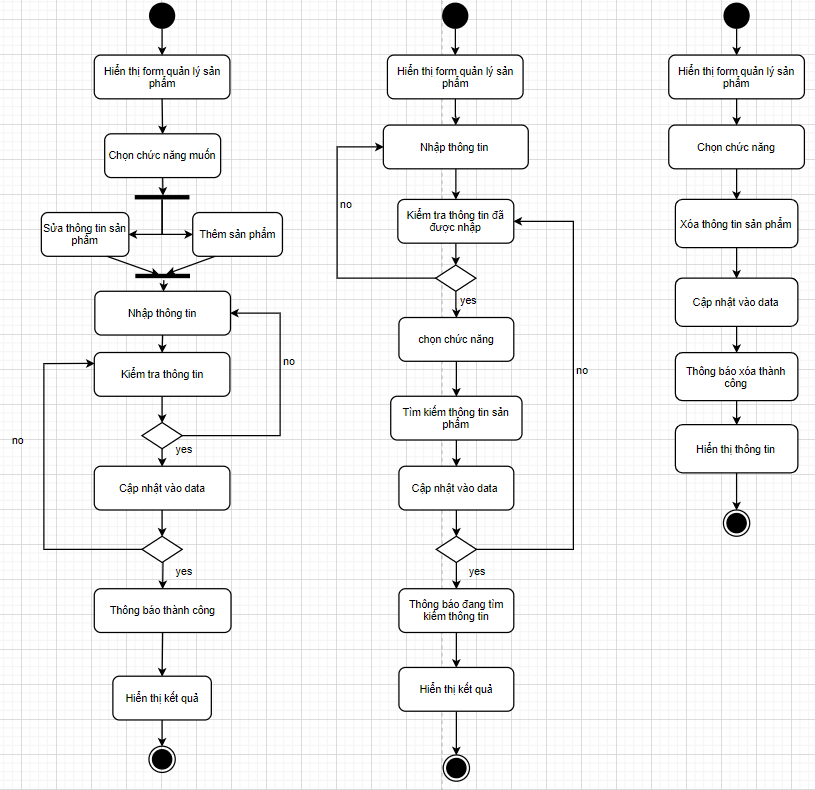 Hiển thị form quản lý sản
phẩm
Chọn chức năng muốn
Sửa thông tin sản
phẩm
Thêm sản phẩm
Nhập thông tin
no
Kiểm tra thông tin
no
yes
Cập nhật vào data
yes
Thông báo thành công
Hiển thị kết quả
Hiển thị form quản lý sản
phẩm
Nhập thông tin
no
Kiểm tra thông tin đã
được nhập
yes
chọn chức năng
no
Tìm kiếm thông tin sản
phẩm
Cập nhật vào data
yes
Thông báo đang tìm
kiếm thông tin
Hiển thị kết quả
Hiển thị form quản lý sản
phẩm
Chọn chức năng
Xóa thông tin sản phẩm
Cập nhật vào data
Thông báo xóa thành
công
Hiển thị thông tin